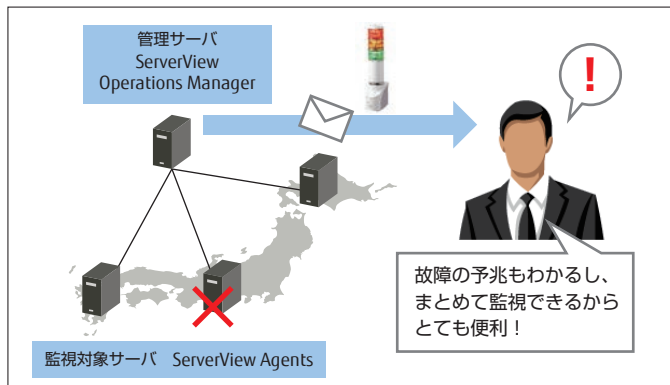 管理サーバ
ServerView
Operations Manager
!
故障の予兆もわかるし、
まとめて監視できるから
とても便利！
監視対象サーバ　ServerView Agents